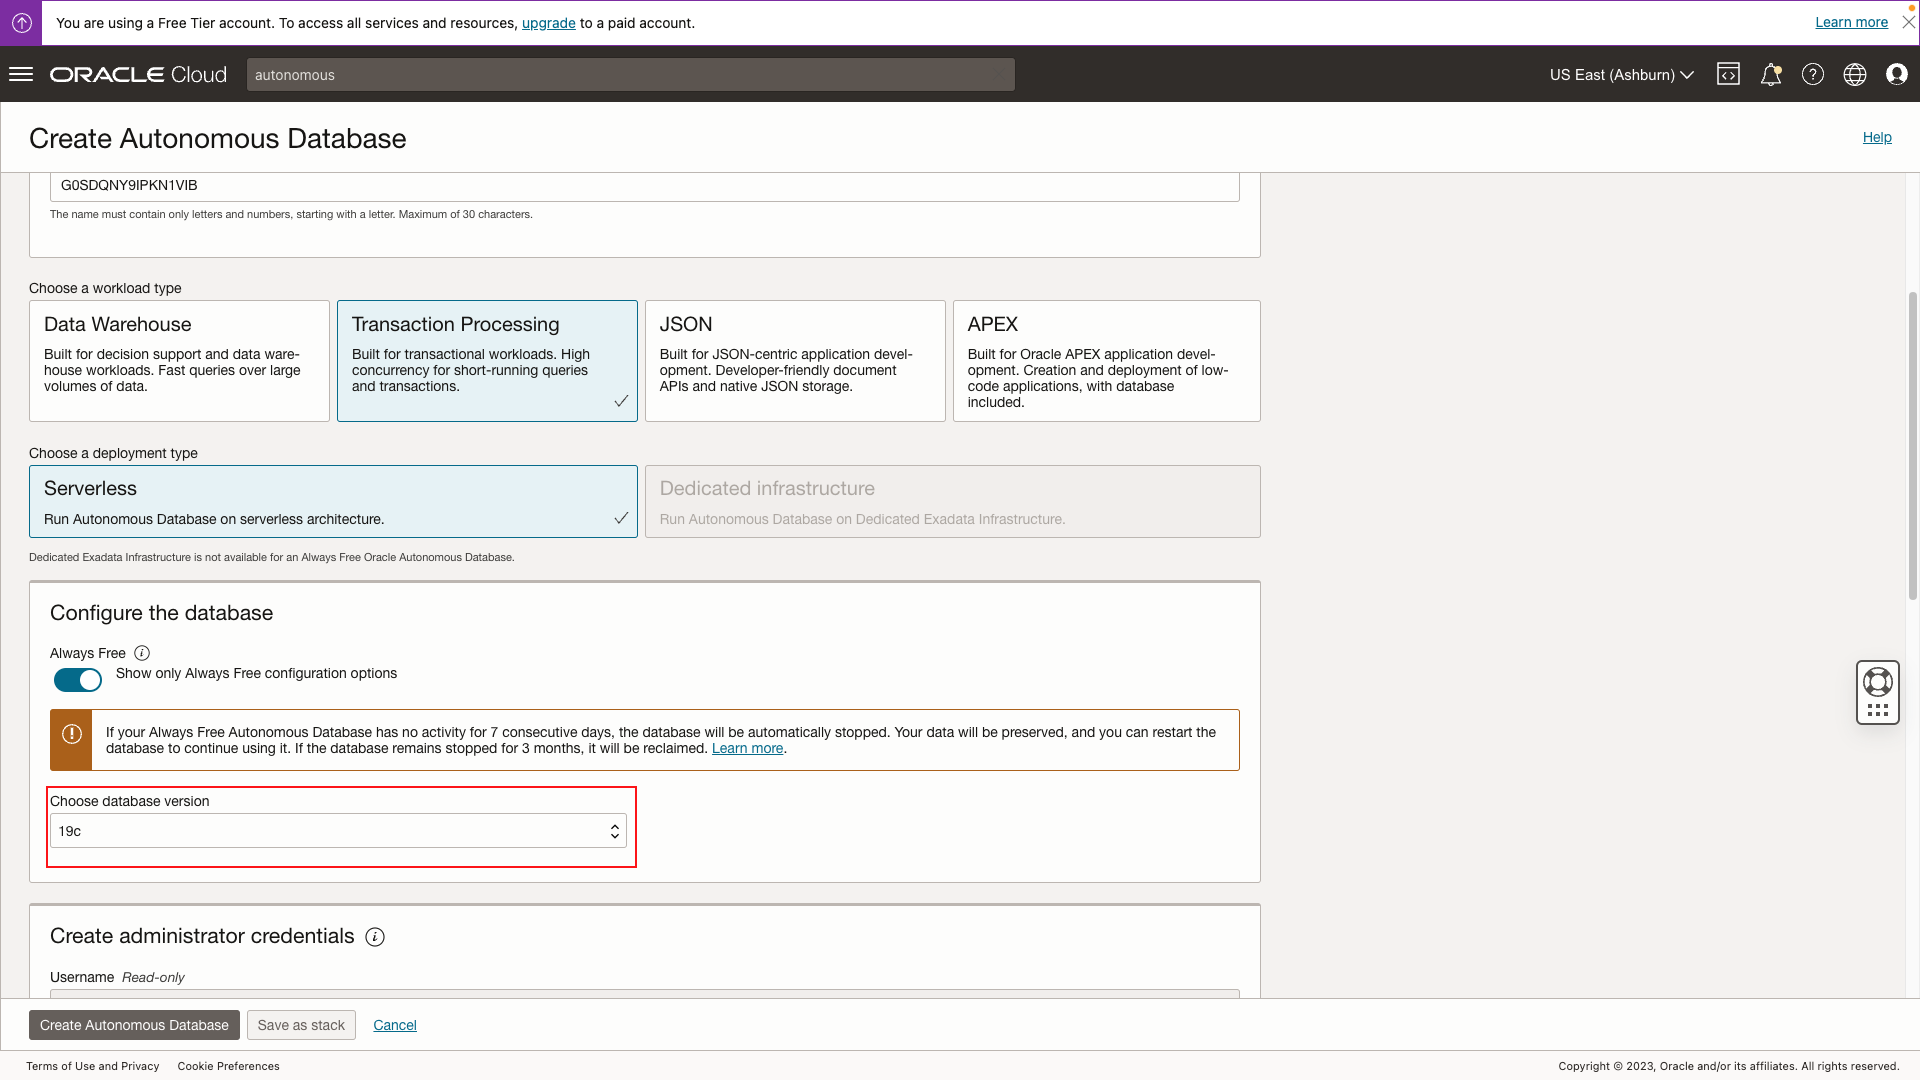 You are using a Free Tier account. To access all services and resources, upgrade to a paid account.
Learn more
ORACLE Cloud
autonomous
US East (Ashburn)
Create Autonomous Database
Help
G0SDQNY9IPKN1VIB
The name must contain only letters and numbers, starting with a letter. Maximum of 30 characters.
Choose a workload type
Data Warehouse
Built for decision support and data ware-
house workloads. Fast queries over large
volumes of data.
Transaction Processing
Built for transactional workloads. High
concurrency for short-running queries
and transactions.
JSON
Built for JSON-centric application devel-
opment. Developer-friendly document
APIs and native JSON storage.
APEX
Built for Oracle APEX application devel-
opment. Creation and deployment of low-
code applications, with database
included.
Choose a deployment type
Serverless
Run Autonomous Database on serverless architecture.
Dedicated infrastructure
Run Autonomous Database on Dedicated Exadata Infrastructure.
Dedicated Exadata Infrastructure is not available for an Always Free Oracle Autonomous Database.
Configure the database
Always Free
Show only Always Free configuration options
If your Always Free Autonomous Database has no activity for 7 consecutive days, the database will be automatically stopped. Your data will be preserved, and you can restart the
database to continue using it. If the database remains stopped for 3 months, it will be reclaimed. Learn more.
Choose database version
19c
Create administrator credentials
Username Read-only
Create Autonomous Database
Save as stack
Cancel
Terms of Use and Privacy
Cookie Preferences
Copyright © 2023, Oracle and/or its affiliates. All rights reserved.